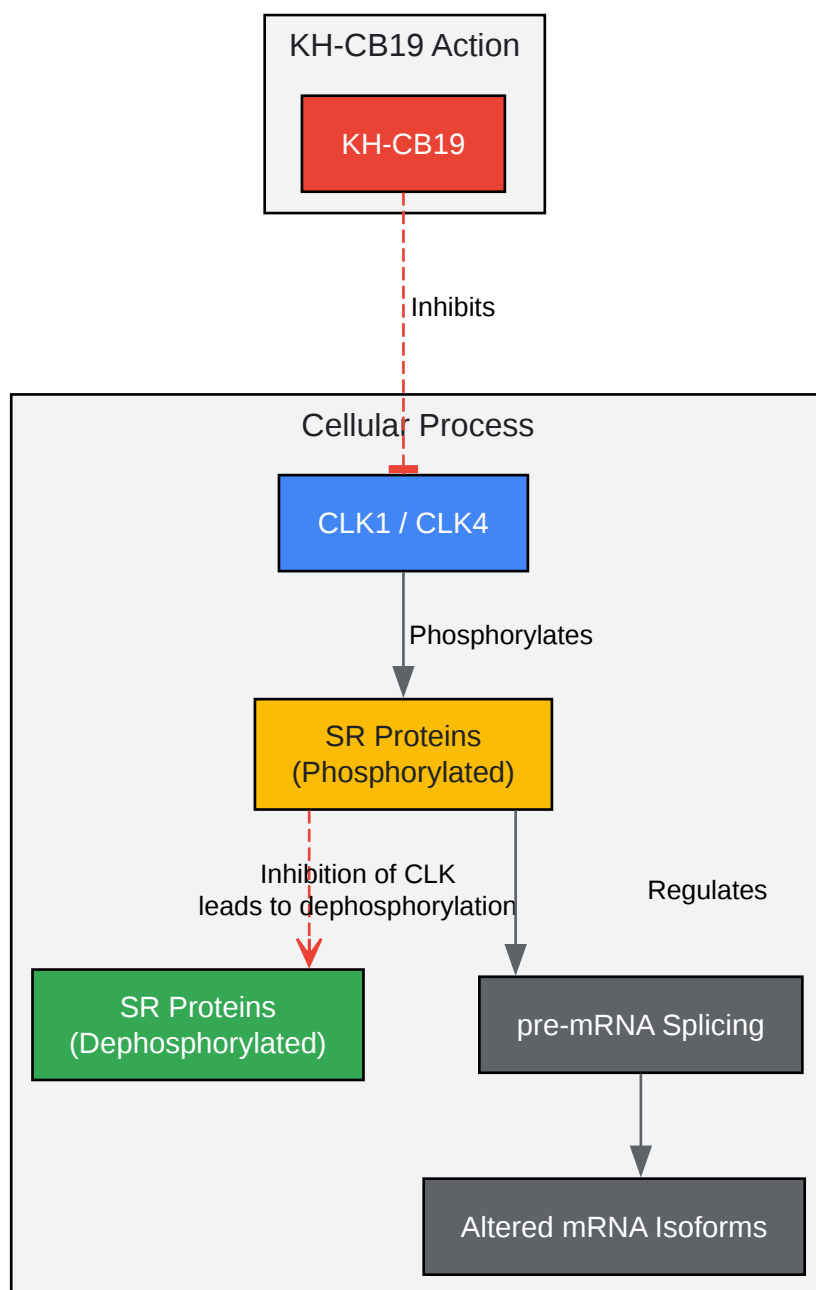 KH-CB19 Action
KH-CB19
Inhibits
Cellular Process
CLK1 / CLK4
Phosphorylates
SR Proteins
(Phosphorylated)
Inhibition of CLK
leads to dephosphorylation
Regulates
SR Proteins
(Dephosphorylated)
pre-mRNA Splicing
Altered mRNA Isoforms